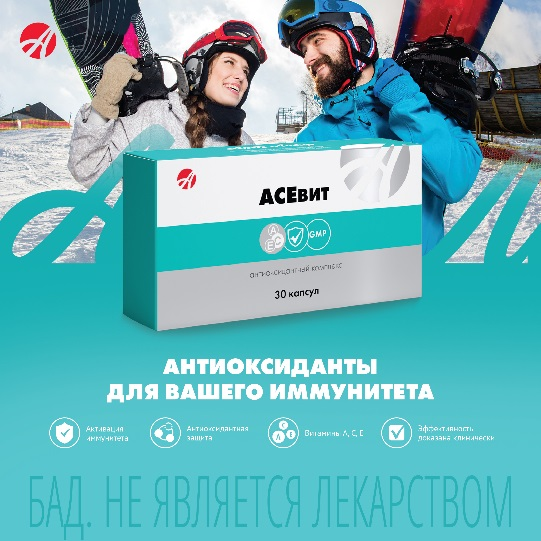 АСЕвит
A
E C
GMP
антиоксидантный комплекс
30 капсул
АНТИОКСИДАНТЫ
ДЛЯ ВАШЕГО ИММУНИТЕТА
Активация
иммунитета
Антиоксидантная
защита
C
A E
Витамины А, С, Е
Эффективность
доказана клинически
БАД. НЕ ЯВЛЯЕТСЯ ЛЕКАРСТВОМ